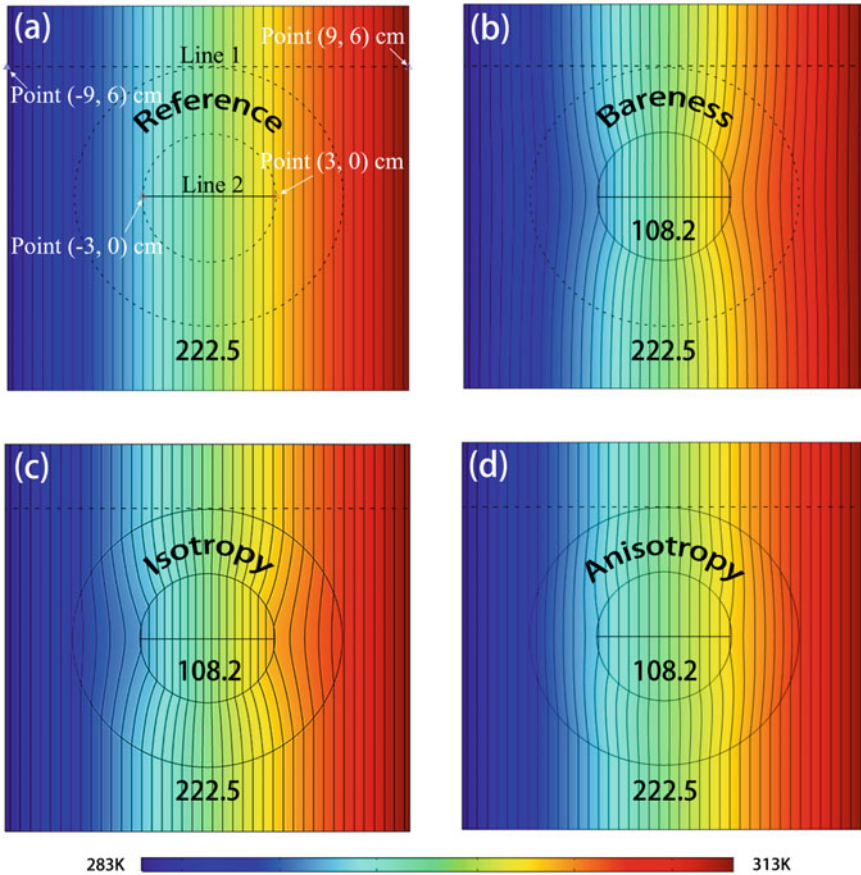 (a)
Point (9, 6) cm
Line 1
Point (-9, 6) cm
Reference
Point (3, 0) cm
Line 2
Point (-3, 0) cm
222.5
(b)
Bareness
108.2
222.5
(c)
Isotropy
108.2
222.5
(d)
Anisotropy
108.2
222.5
283K
313K